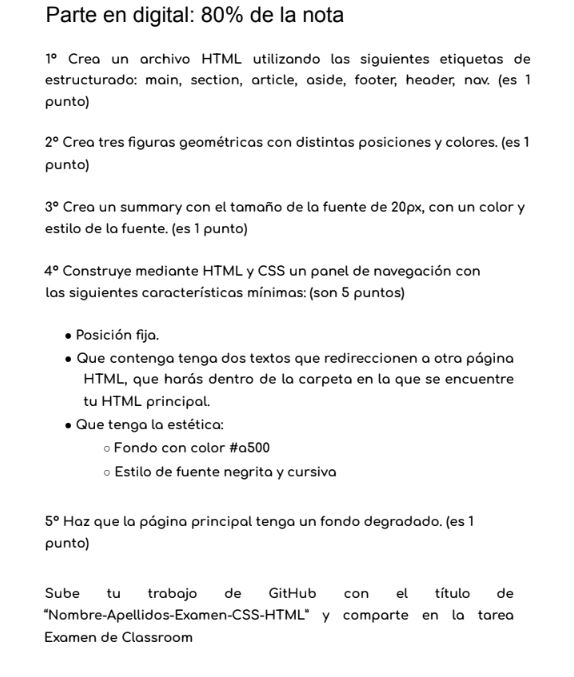 Parte en digital: 80% de la nota
1º Crea un archivo HTML utilizando las siguientes etiquetas de
estructurado: main, section, article, aside, footer, header, nav. (es 1
punto)
2º Crea tres figuras geométricas con distintas posiciones y colores. (es 1
punto)
3º Crea un summary con el tamaño de la fuente de 20px, con un color y
estilo de la fuente. (es 1 punto)
4º Construye mediante HTML y CSS un panel de navegación con
las siguientes características mínimas: (son 5 puntos)
● Posición fija.
● Que contenga tenga dos textos que redireccionen a otra página
HTML, que harás dentro de la carpeta en la que se encuentre
tu HTML principal.
● Que tenga la estética:
○ Fondo con color #a500
○ Estilo de fuente negrita y cursiva
5º Haz que la página principal tenga un fondo degradado. (es 1
punto)
Sube tu trabajo de GitHub con el título de
“Nombre-Apellidos-Examen-CSS-HTML” y comparte en la tarea
Examen de Classroom